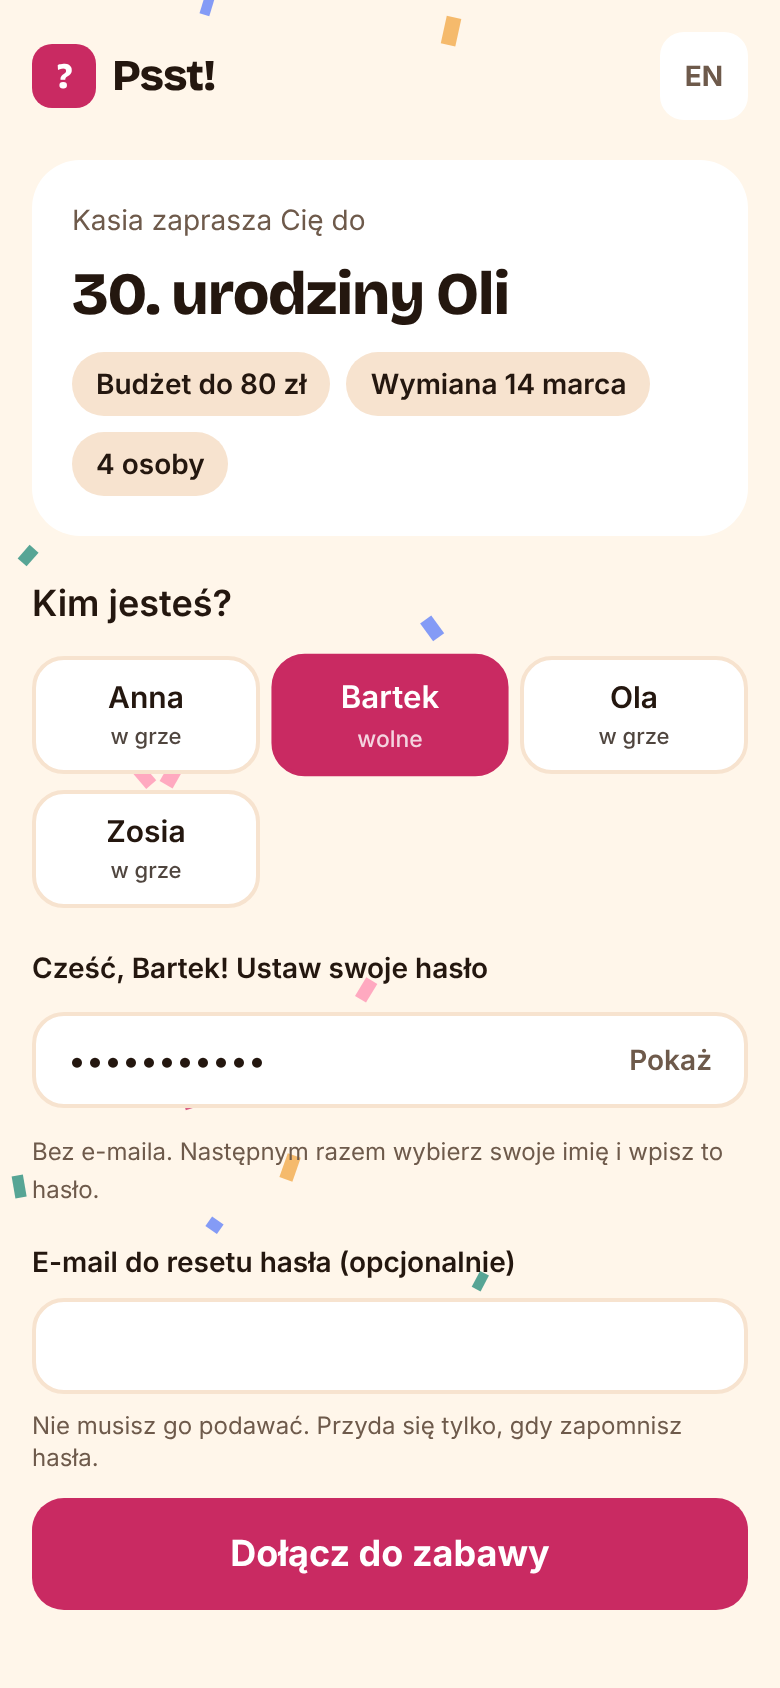 ?
Psst!
EN
Kasia zaprasza Cię do
30. urodziny Oli
Budżet do 80 zł
Wymiana 14 marca
4 osoby
Kim jesteś?
Anna
w grze
Bartek
wolne
Ola
w grze
Zosia
w grze
Cześć, Bartek! Ustaw swoje hasło
•••••••••••
Pokaż
Bez e-maila. Następnym razem wybierz swoje imię i wpisz to
hasło.
E-mail do resetu hasła (opcjonalnie)
Nie musisz go podawać. Przyda się tylko, gdy zapomnisz
hasła.
Dołącz do zabawy